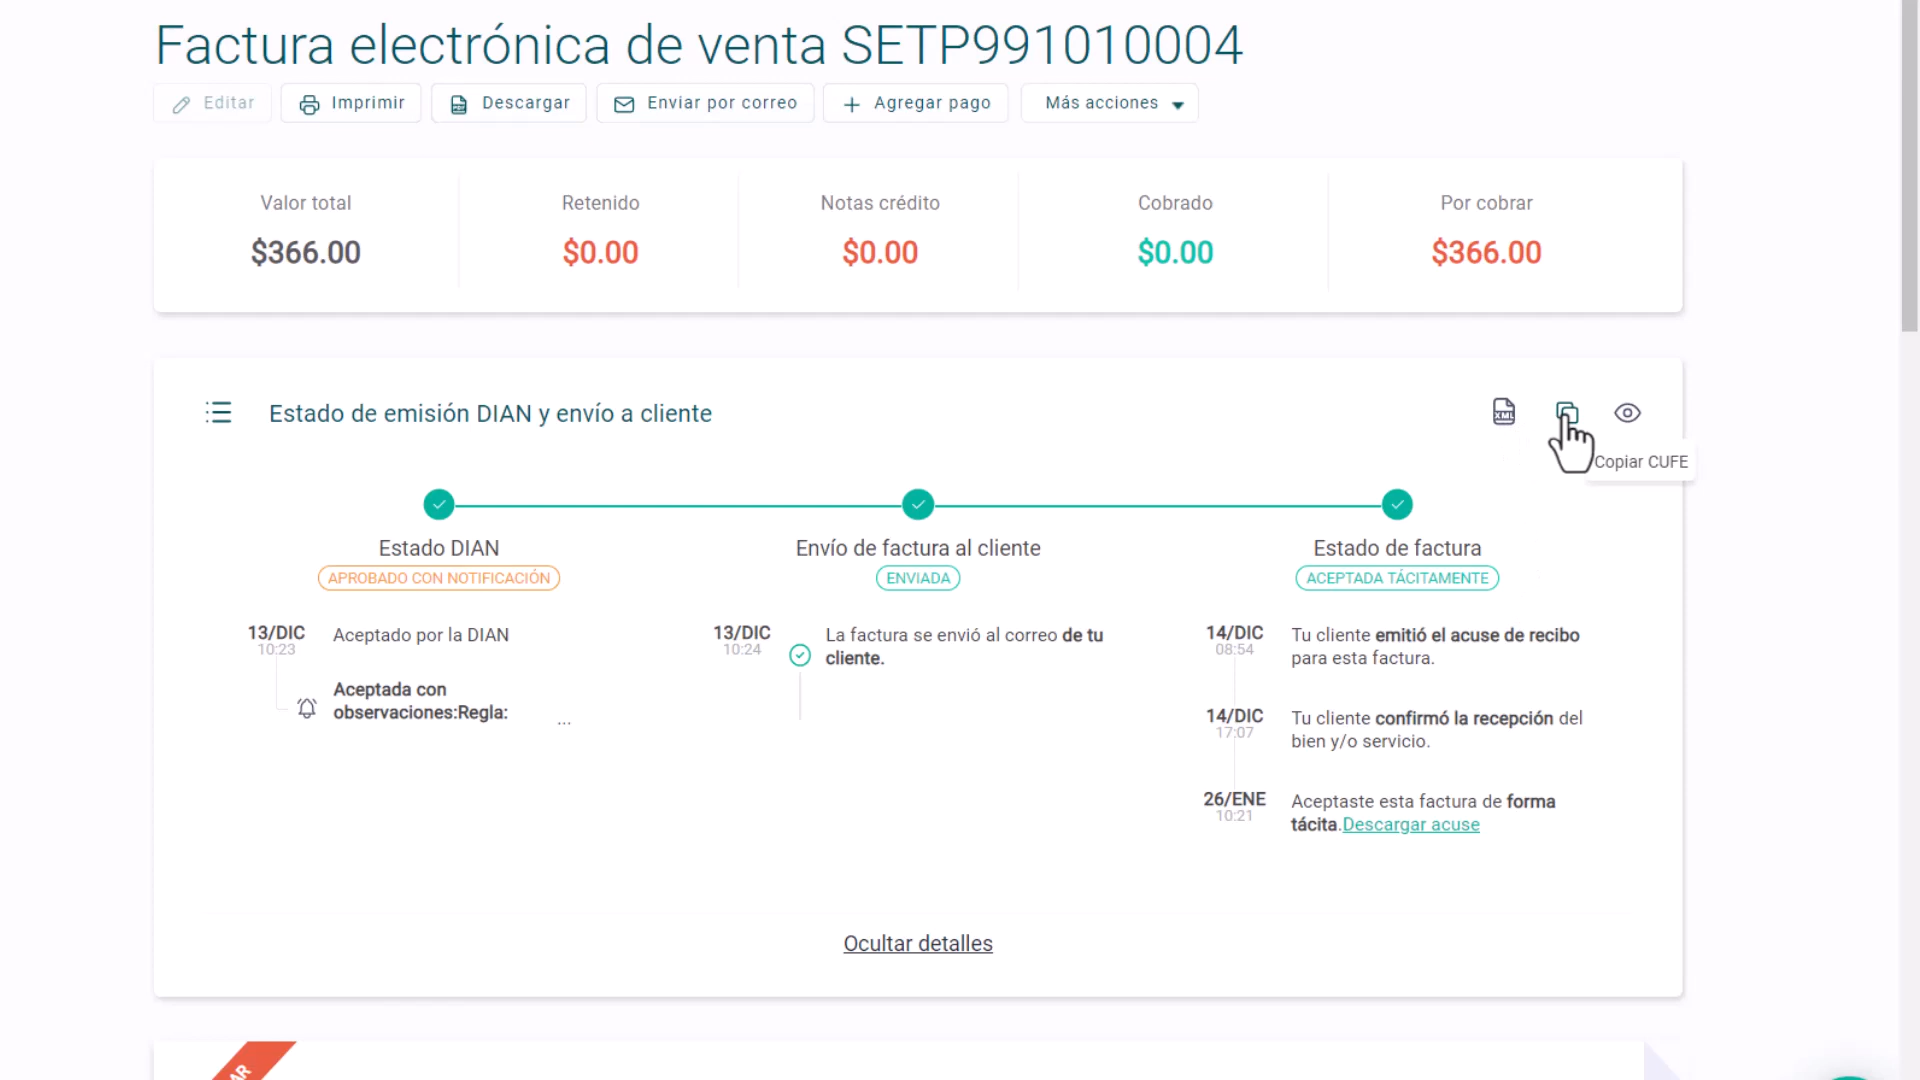 Factura electrónica de venta SETP991010004
Editar
Imprimir
Descargar
Enviar por correo
Agregar pago
Más acciones
Valor total
Retenido
Notas crédito
Cobrado
Por cobrar
$366.00
$0.00
$0.00
$0.00
$366.00
Estado de emisión DIAN y envío a cliente
XML
Copiar CUFE
Estado DIAN
APROBADO CON NOTIFICACIÓN
13/DIC
10:23
Aceptado por la DIAN
Aceptada con
observaciones:Regla:
...
Envío de factura al cliente
ENVIADA
13/DIC
10:24
La factura se envió al correo de tu
cliente.
Estado de factura
ACEPTADA TÁCITAMENTE
14/DIC
08:54
Tu cliente emitió el acuse de recibo
para esta factura.
14/DIC
17:07
Tu cliente confirmó la recepción del
bien y/o servicio.
26/ENE
10:21
Aceptaste esta factura de forma
tácita.Descargar acuse
Ocultar detalles